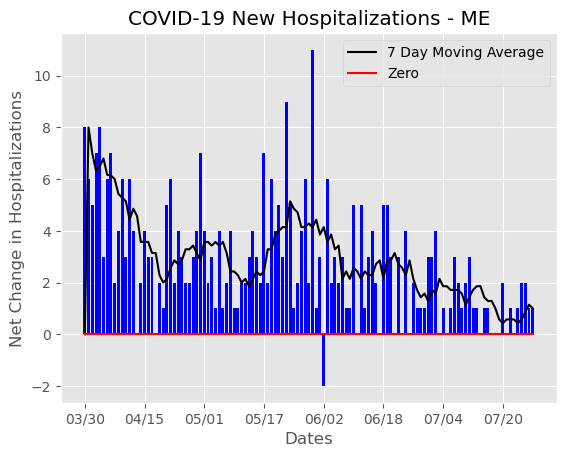 COVID-19 New Hospitalizations - ME
7 Day Moving Average
Zero
Net Change in Hospitalizations
10
8
6
4
2
0
−2
03/30 04/15 05/01 05/17 06/02 06/18 07/04 07/20
Dates